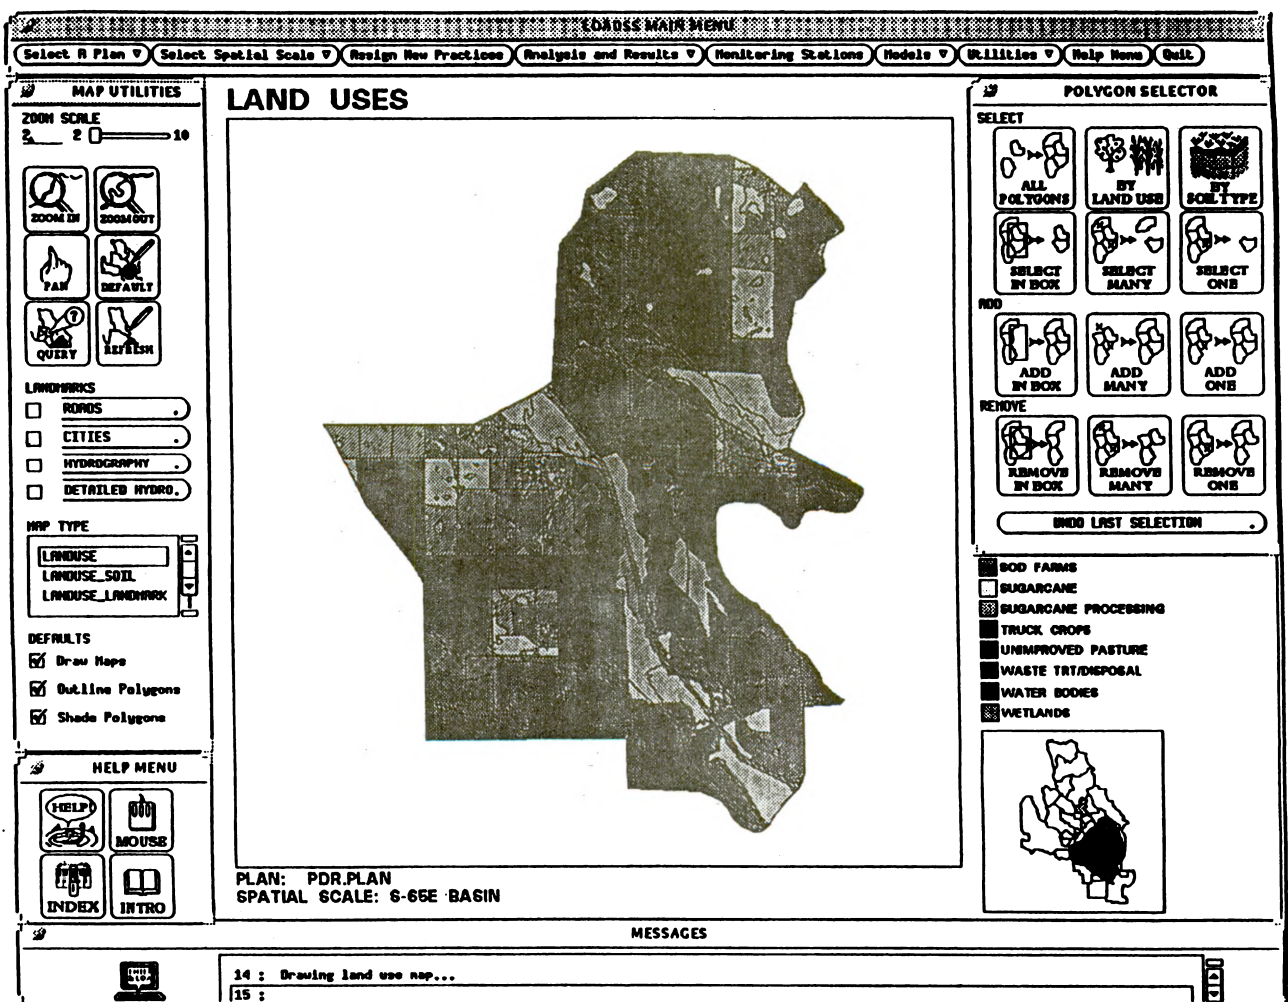 LOADSS MAIN MENU
Select A Plan ▽ Select Spatial Scale ▽ Assign New Practices Analysis and Results ▽ Monitoring Stations Models ▽ Utilities ▽ Help Menu Quit
MAP UTILITIES
ZOOM SCALE
2 2 10
ZOOM IN ZOOM OUT
PAN DEFAULT
QUERY REFRESH
LANDMARKS
ROADS
CITIES
HYDROGRAPHY
DETAILED HYDRO.
MAP TYPE
LANDUSE
LANDUSE_SOIL
LANDUSE_LANDMARK
DEFAULTS
Draw Maps
Outline Polygons
Shade Polygons
HELP MENU
HELP!
MOUSE
INDEX INTRO
LAND USES
PLAN: PDR.PLAN
SPATIAL SCALE: S-65E BASIN
POLYGON SELECTOR
SELECT
ALL POLYGONS
BY LAND USE
BY SOIL TYPE
SELECT IN BOX
SELECT MANY
SELECT ONE
ADD
ADD IN BOX
ADD MANY
ADD ONE
REMOVE
REMOVE IN BOX
REMOVE MANY
REMOVE ONE
UNDO LAST SELECTION
SOD FARMS
SUGARCANE
SUGARCANE PROCESSING
TRUCK CROPS
UNIMPROVED PASTURE
WASTE TRT/DISPOSAL
WATER BODIES
WETLANDS
MESSAGES
14 : Drawing land use map...
15 :